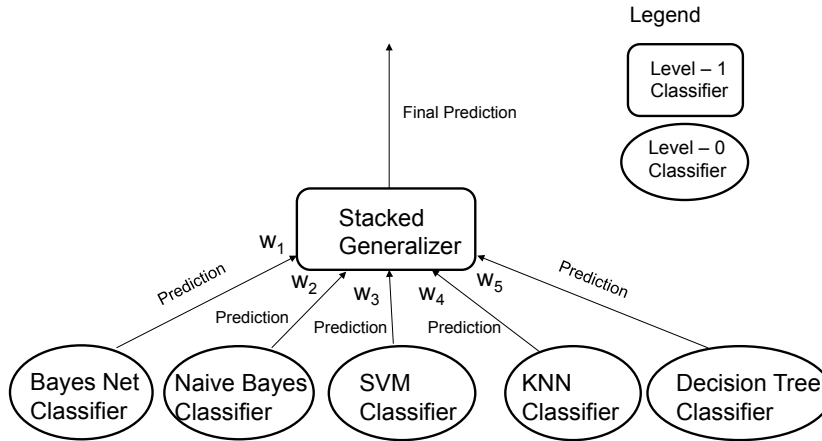 Legend
Level – 1
Classifier
Level – 0
Classifier
Final Prediction
Stacked
Generalizer
w1
w2
w3
w4
w5
Prediction
Prediction
Prediction
Prediction
Prediction
Bayes Net
Classifier
Naive Bayes
Classifier
SVM
Classifier
KNN
Classifier
Decision Tree
Classifier